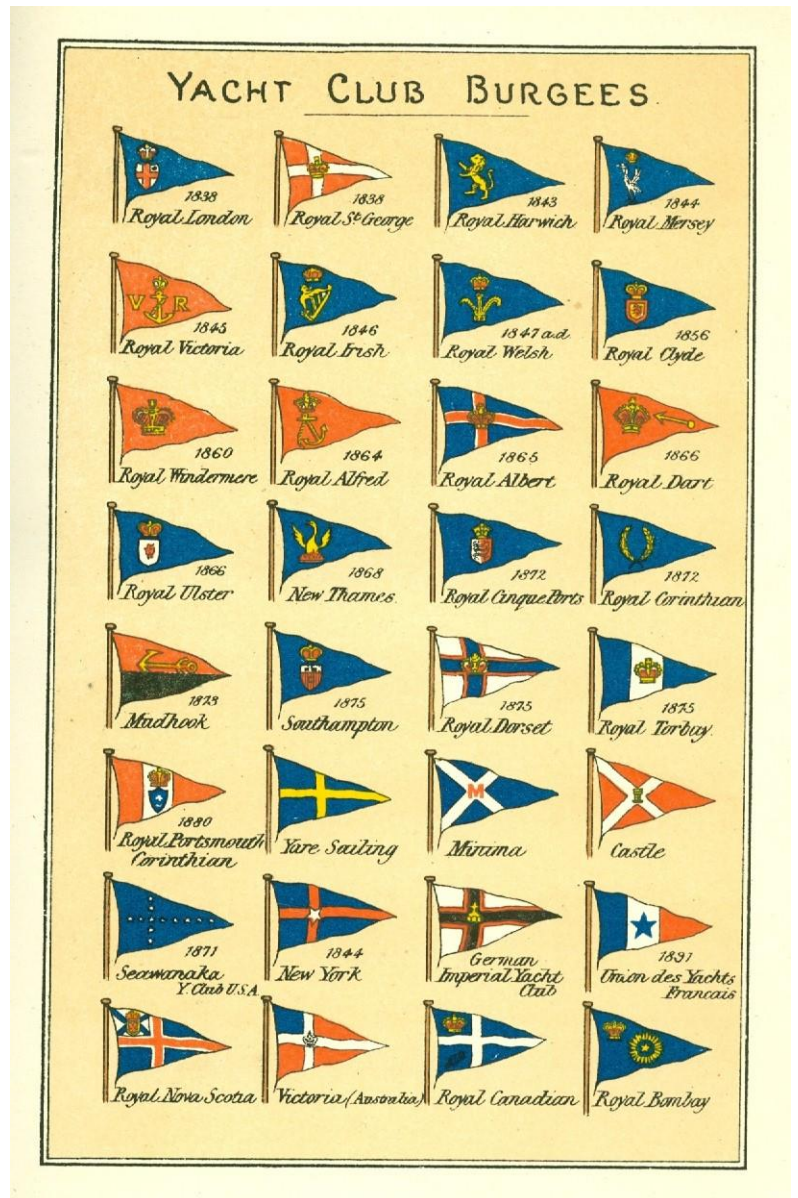 YACHT CLUB BURGEES.
1838
Royal London
1838
Royal St George
1843
Royal Harwich
1844
Royal Mersey
V R
1845
Royal Victoria
1846
Royal Irish
1847 a.d.
Royal Welsh
1856
Royal Clyde
1860
Royal Windermere
1864
Royal Alfred
1865
Royal Albert
1866
Royal Dart
1866
Royal Ulster
1868
New Thames.
1872
Royal Cinque Ports
1872
Royal Corinthian
1873
Mudhook
1875
Southampton
1875
Royal Dorset
1875
Royal Torbay.
1880
Royal Portsmouth
Corinthian
Yare Sailing
M
Minima
Castle
1871
Seawanaka
Y. Club U.S.A.
1844
New York
German
Imperial Yacht
Club
1891
Union des Yachts
Francais
Royal Nova Scotia
Victoria (Australia)
Royal Canadian
Royal Bombay